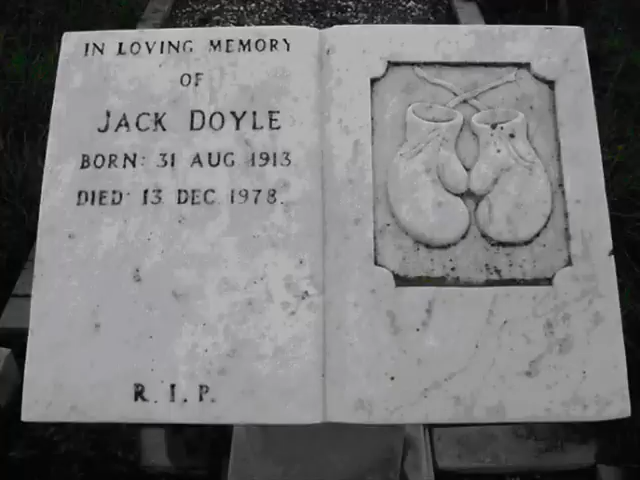 IN LOVING MEMORY
OF
JACK DOYLE
BORN: 31 AUG 1913
DIED: 13 DEC 1978.
R. I. P.